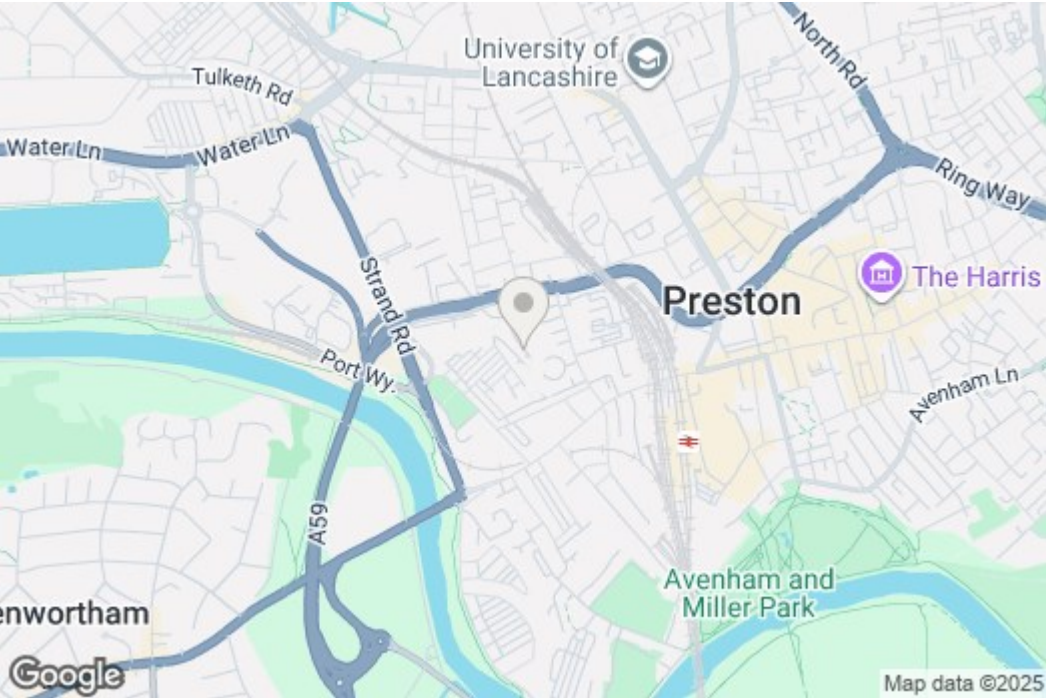 University of
Lancashire
North Rd
Tulketh Rd
Water Ln
Water Ln
Ring Way
Strand Rd
The Harris
Preston
Port Wy.
Avenham Ln
A59
Avenham and
Miller Park
enwortham
Google
Map data ©2025